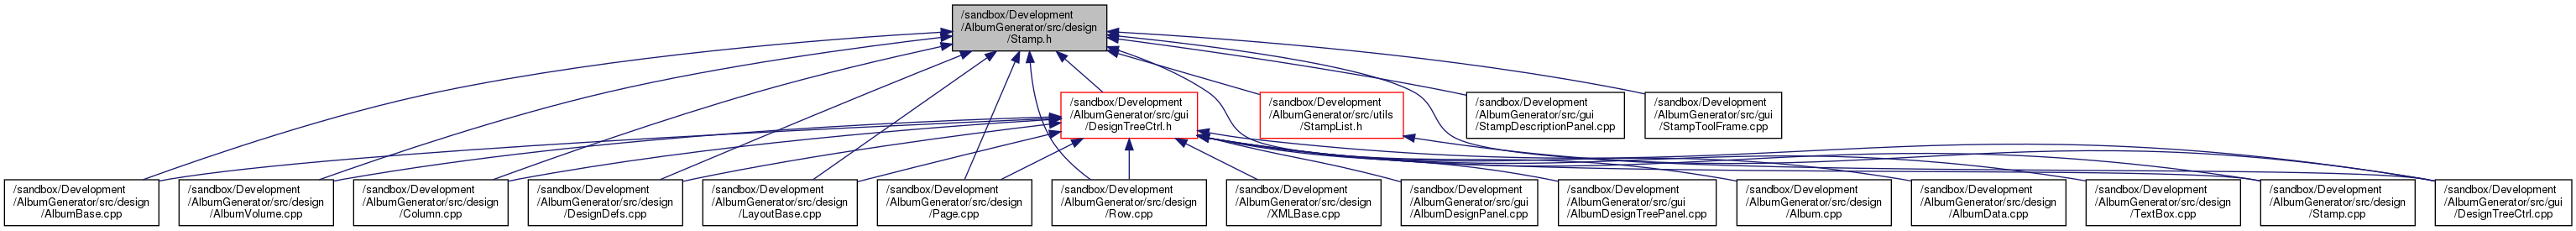 /sandbox/Development
/AlbumGenerator/src/design
/Stamp.h
/sandbox/Development
/AlbumGenerator/src/gui
/DesignTreeCtrl.h
/sandbox/Development
/AlbumGenerator/src/utils
/StampList.h
/sandbox/Development
/AlbumGenerator/src/gui
/StampDescriptionPanel.cpp
/sandbox/Development
/AlbumGenerator/src/gui
/StampToolFrame.cpp
/sandbox/Development
/AlbumGenerator/src/design
/AlbumBase.cpp
/sandbox/Development
/AlbumGenerator/src/design
/AlbumVolume.cpp
/sandbox/Development
/AlbumGenerator/src/design
/Column.cpp
/sandbox/Development
/AlbumGenerator/src/design
/DesignDefs.cpp
/sandbox/Development
/AlbumGenerator/src/design
/LayoutBase.cpp
/sandbox/Development
/AlbumGenerator/src/design
/Page.cpp
/sandbox/Development
/AlbumGenerator/src/design
/Row.cpp
/sandbox/Development
/AlbumGenerator/src/design
/XMLBase.cpp
/sandbox/Development
/AlbumGenerator/src/gui
/AlbumDesignPanel.cpp
/sandbox/Development
/AlbumGenerator/src/gui
/AlbumDesignTreePanel.cpp
/sandbox/Development
/AlbumGenerator/src/design
/Album.cpp
/sandbox/Development
/AlbumGenerator/src/design
/AlbumData.cpp
/sandbox/Development
/AlbumGenerator/src/design
/TextBox.cpp
/sandbox/Development
/AlbumGenerator/src/design
/Stamp.cpp
/sandbox/Development
/AlbumGenerator/src/gui
/DesignTreeCtrl.cpp